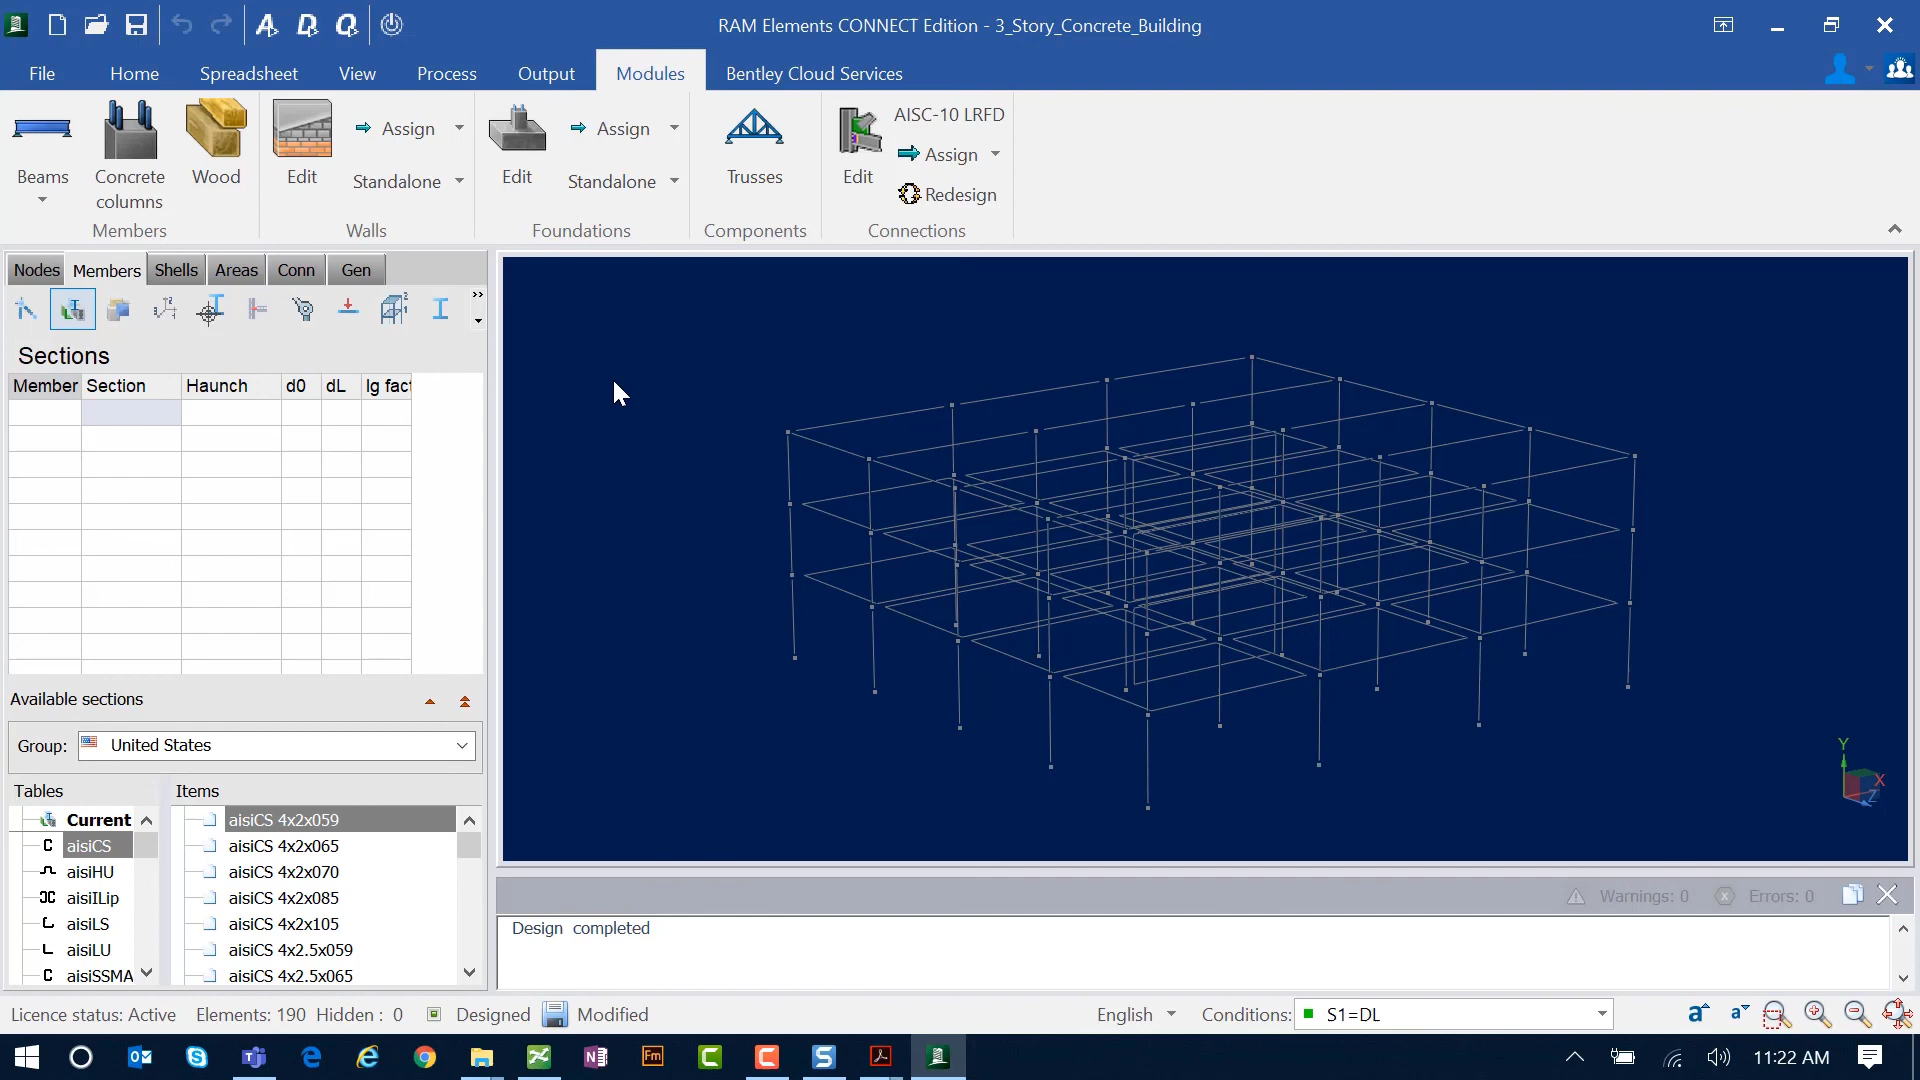 RAM Elements CONNECT Edition - 3_Story_Concrete_Building
File Home Spreadsheet View Process Output Modules Bentley Cloud Services
Beams
Concrete columns
Wood
Members
Edit
Assign
Standalone
Walls
Edit
Assign
Standalone
Foundations
Trusses
Components
Edit
AISC-10 LRFD
Assign
Redesign
Connections
Nodes Members Shells Areas Conn Gen
Sections
Member Section Haunch d0 dL Ig fact
Available sections
Group: United States
Tables
Current
aisiCS
aisiHU
aisiILip
aisiLS
aisiLU
aisiSSMA
Items
aisiCS 4x2x059
aisiCS 4x2x065
aisiCS 4x2x070
aisiCS 4x2x085
aisiCS 4x2x105
aisiCS 4x2.5x059
aisiCS 4x2.5x065
Y
X
Z
Warnings: 0 Errors: 0
Design completed
Licence status: Active Elements: 190 Hidden : 0 Designed Modified English Conditions: S1=DL
11:22 AM